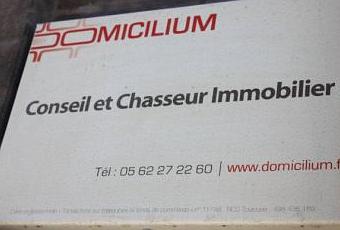 DOMICILIUM
Conseil et Chasseur Immobilier
Tél : 05 62 27 22 60 | www.domicilium.f